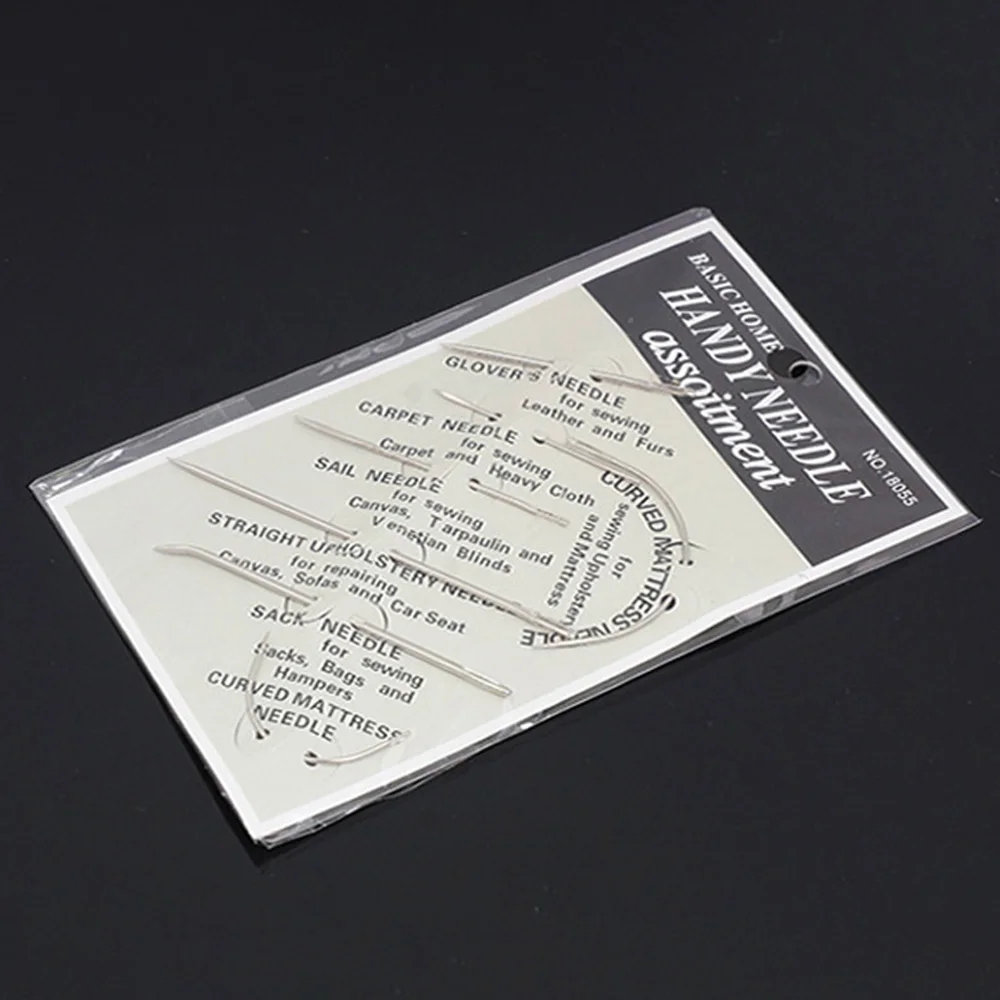 BASIC HOME
HANDY NEEDLE
assoitment
NO.18055
GLOVER'S NEEDLE
for sewing
Leather and Furs
CARPET NEEDLE
for sewing
Carpet and Heavy Cloth
SAIL NEEDLE
for sewing
Canvas, Tarpaulin and
Venetian Blinds
STRAIGHT UPHOLSTERY NEEDLE
for repairing
Canvas, Sofas and Car Seat
SACK NEEDLE
for sewing
Sacks, Bags and
Hampers
CURVED MATTRESS
NEEDLE
CURVED MATTRESS NEEDLE
for
sewing Upholstery
and Mattress